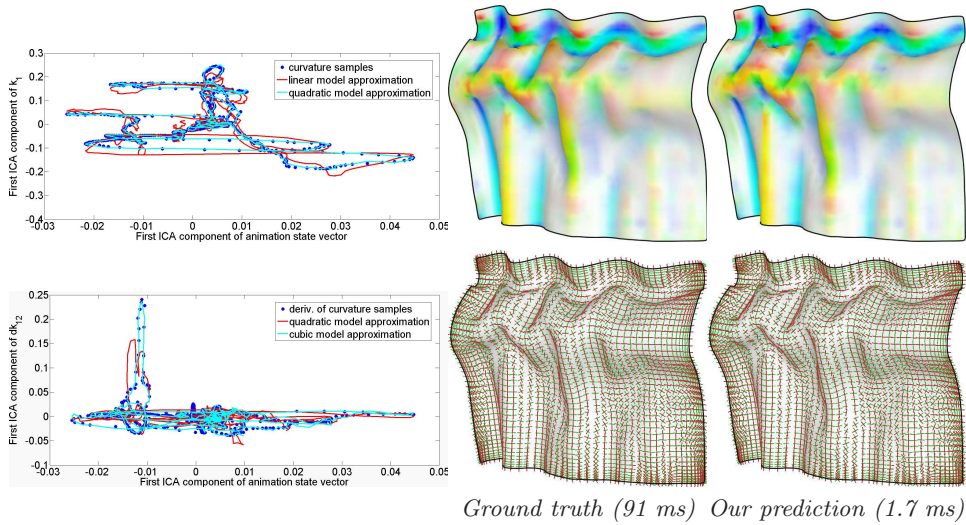 0.3
0.2
0.1
0
-0.1
-0.2
-0.3
-0.4
-0.03 -0.02 -0.01 0 0.01 0.02 0.03 0.04 0.05
First ICA component of k₁
First ICA component of animation state vector
curvature samples
linear model approximation
quadratic model approximation
0.25
0.2
0.15
0.1
0.05
0
-0.05
-0.1
-0.03 -0.02 -0.01 0 0.01 0.02 0.03 0.04 0.05
First ICA component of dk₁₂
First ICA component of animation state vector
deriv. of curvature samples
quadratic model approximation
cubic model approximation
Ground truth (91 ms) Our prediction (1.7 ms)